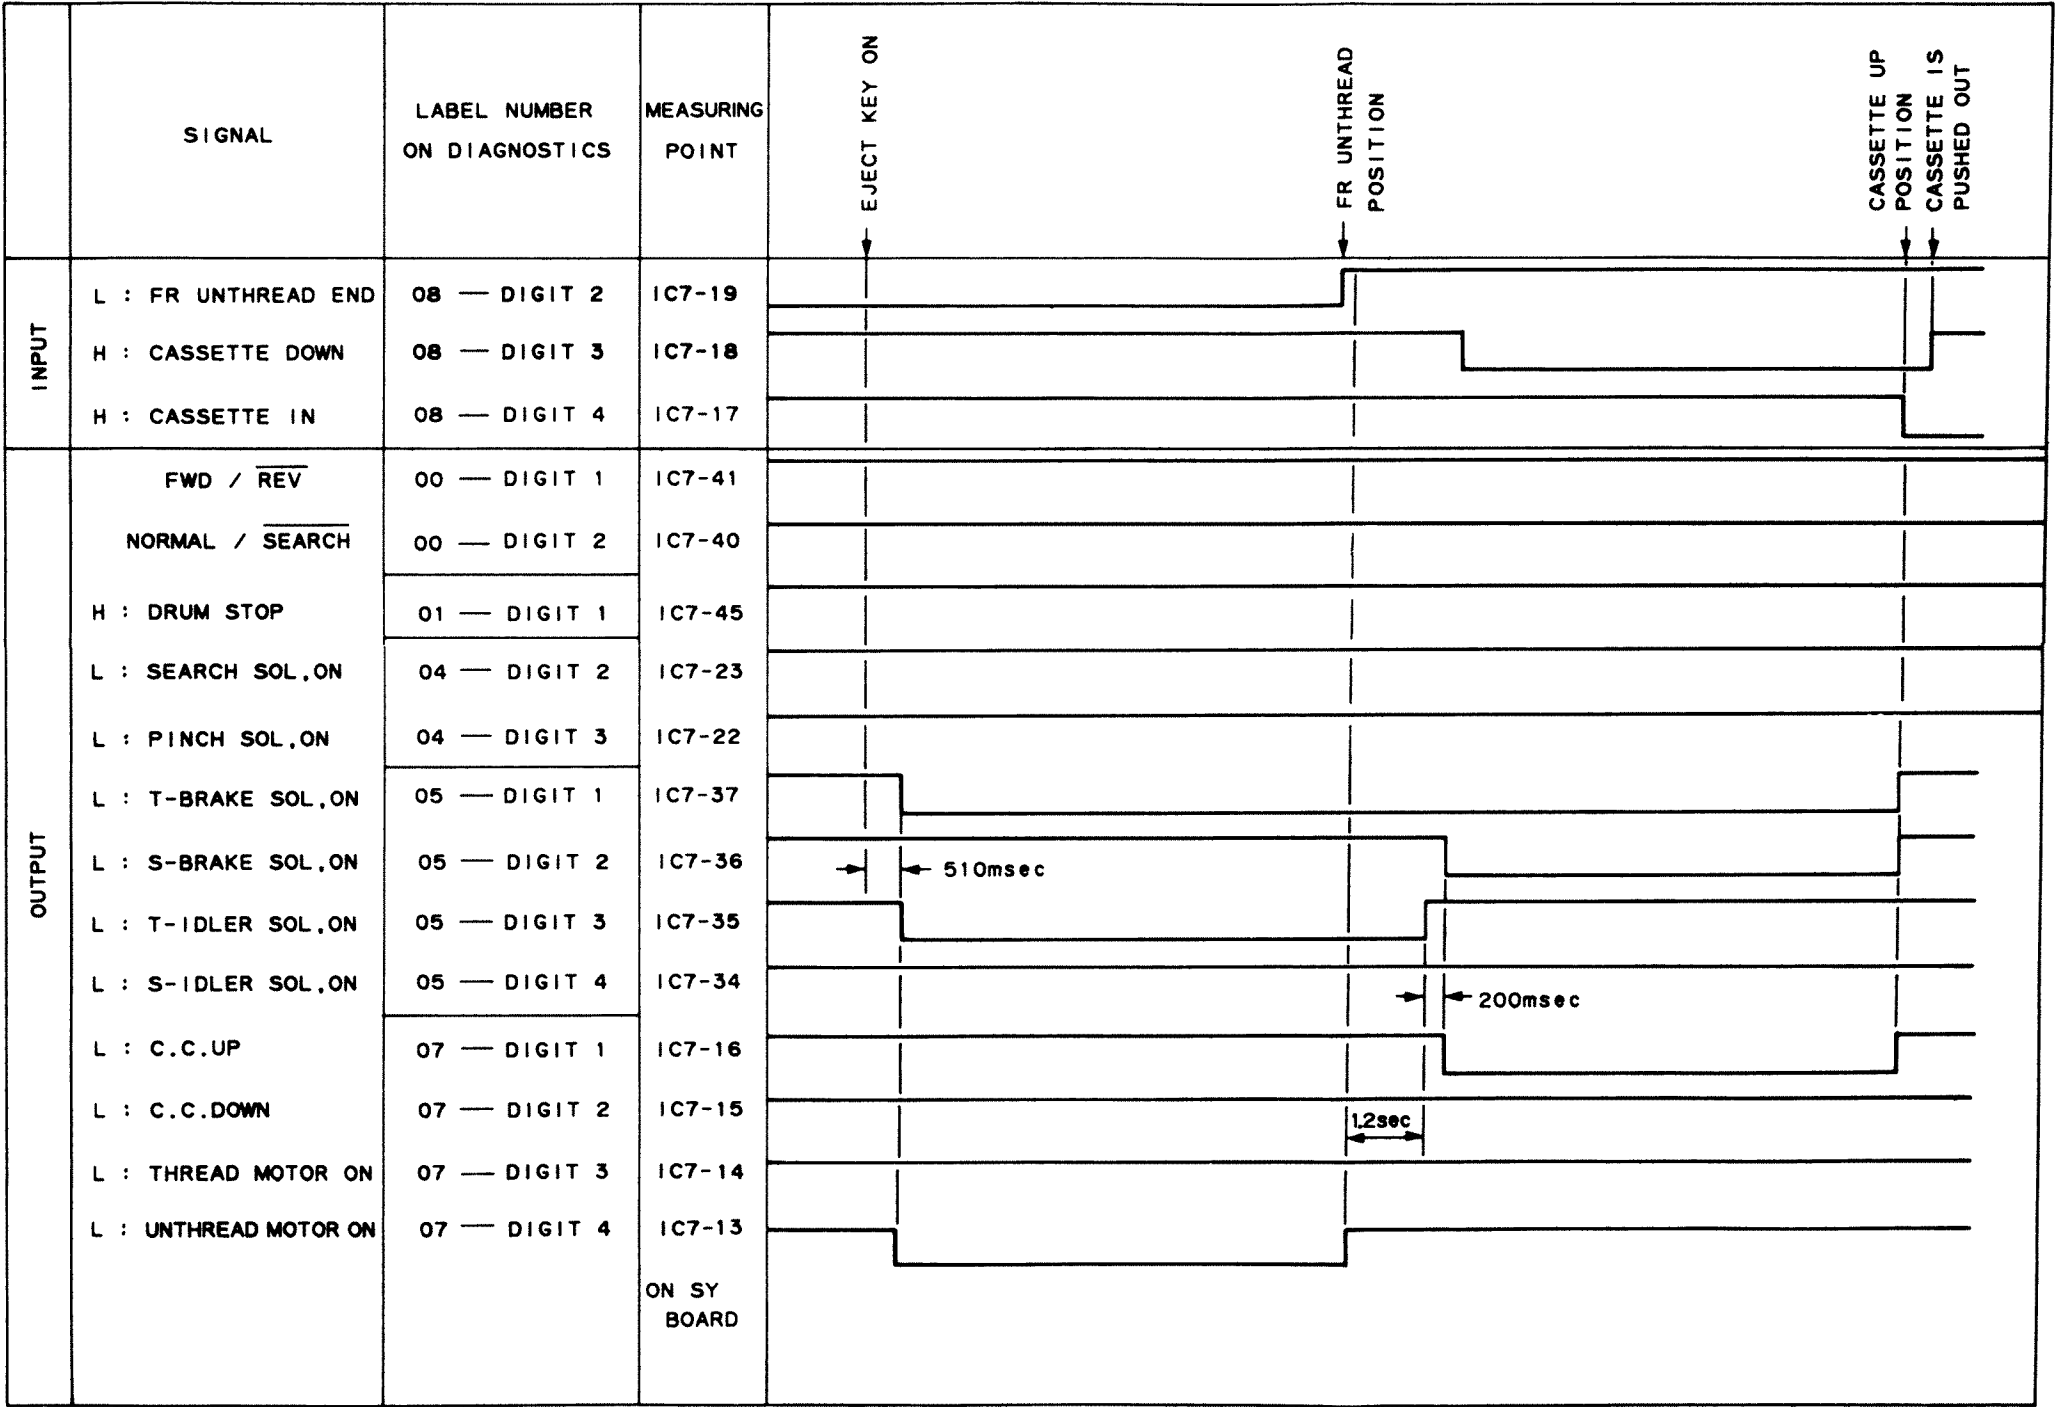 SIGNAL
LABEL NUMBER
ON DIAGNOSTICS
MEASURING
POINT
EJECT KEY ON
FR UNTHREAD
POSITION
CASSETTE UP
POSITION
CASSETTE IS
PUSHED OUT
INPUT
L : FR UNTHREAD END 08 — DIGIT 2 IC7-19
H : CASSETTE DOWN 08 — DIGIT 3 IC7-18
H : CASSETTE IN 08 — DIGIT 4 IC7-17
OUTPUT
FWD / R̅E̅V̅ 00 — DIGIT 1 IC7-41
NORMAL / S̅E̅A̅R̅C̅H̅ 00 — DIGIT 2 IC7-40
H : DRUM STOP 01 — DIGIT 1 IC7-45
L : SEARCH SOL.ON 04 — DIGIT 2 IC7-23
L : PINCH SOL.ON 04 — DIGIT 3 IC7-22
L : T-BRAKE SOL.ON 05 — DIGIT 1 IC7-37
L : S-BRAKE SOL.ON 05 — DIGIT 2 IC7-36 510msec
L : T-IDLER SOL.ON 05 — DIGIT 3 IC7-35
L : S-IDLER SOL.ON 05 — DIGIT 4 IC7-34 200msec
L : C.C.UP 07 — DIGIT 1 IC7-16
L : C.C.DOWN 07 — DIGIT 2 IC7-15 1.2sec
L : THREAD MOTOR ON 07 — DIGIT 3 IC7-14
L : UNTHREAD MOTOR ON 07 — DIGIT 4 IC7-13
ON SY
BOARD